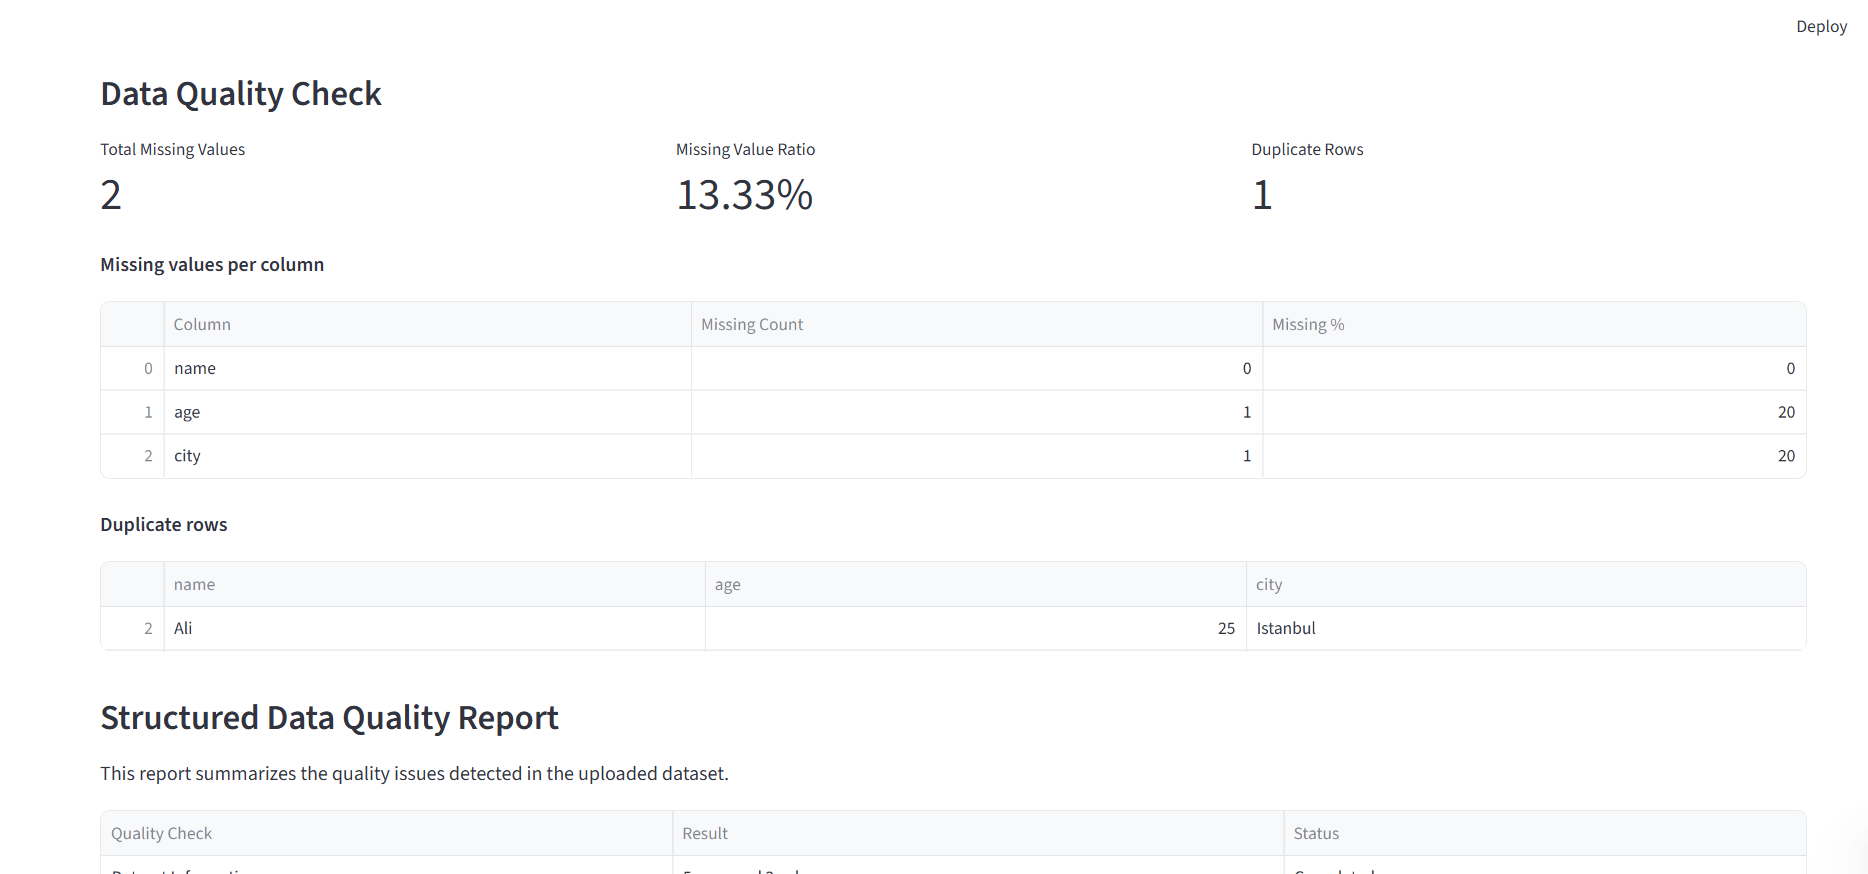 Deploy
Data Quality Check
Total Missing Values Missing Value Ratio Duplicate Rows
2 13.33% 1
Missing values per column
Column Missing Count Missing %
0 name 0 0
1 age 1 20
2 city 1 20
Duplicate rows
name age city
2 Ali 25 Istanbul
Structured Data Quality Report
This report summarizes the quality issues detected in the uploaded dataset.
Quality Check Result Status